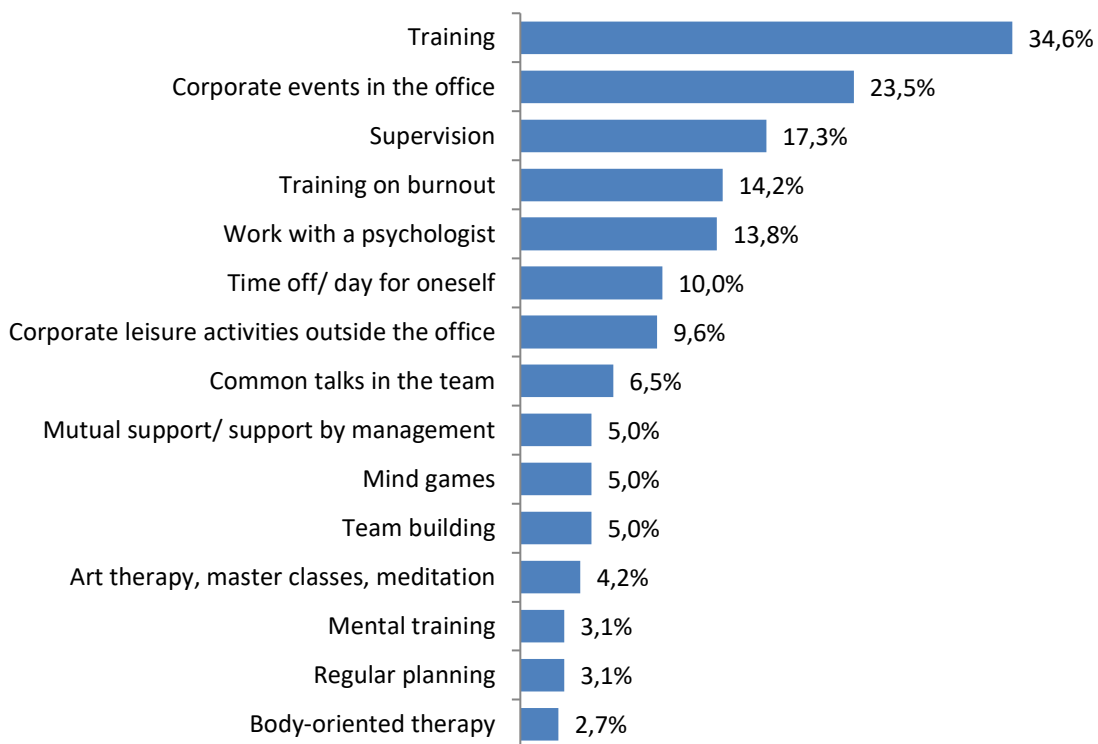 Training 34,6%
Corporate events in the office 23,5%
Supervision 17,3%
Training on burnout 14,2%
Work with a psychologist 13,8%
Time off/ day for oneself 10,0%
Corporate leisure activities outside the office 9,6%
Common talks in the team 6,5%
Mutual support/ support by management 5,0%
Mind games 5,0%
Team building 5,0%
Art therapy, master classes, meditation 4,2%
Mental training 3,1%
Regular planning 3,1%
Body-oriented therapy 2,7%